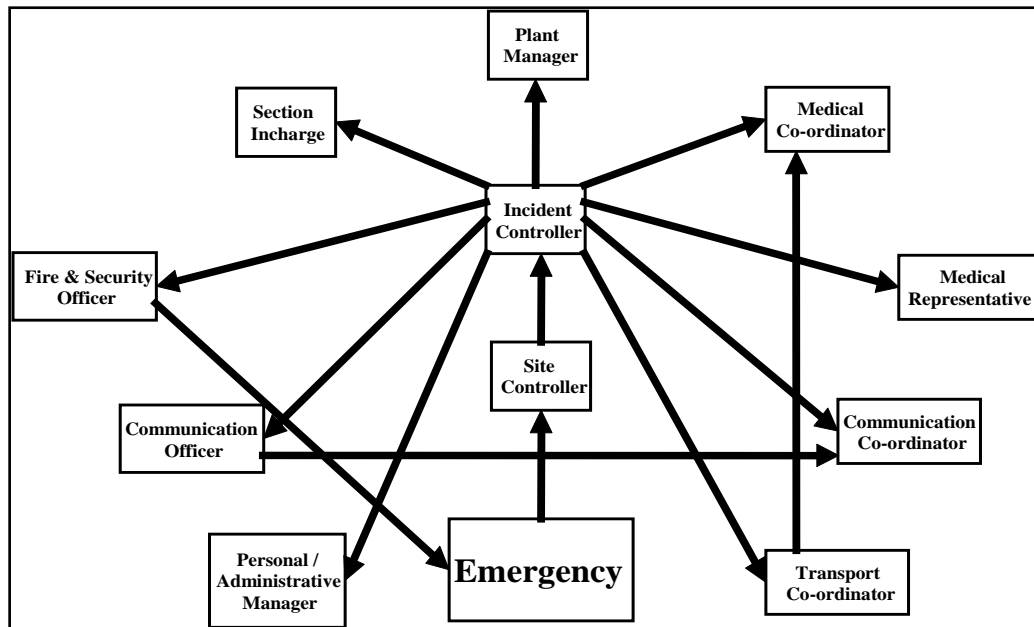 Plant
Manager
Section
Incharge
Medical
Co-ordinator
Incident
Controller
Fire & Security
Officer
Medical
Representative
Site
Controller
Communication
Officer
Communication
Co-ordinator
Personal /
Administrative
Manager
Emergency
Transport
Co-ordinator